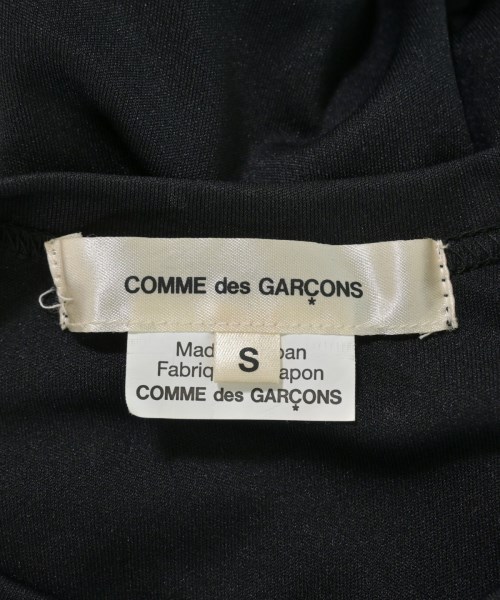 COMME des GARÇONS
*
S
Mad pan
Fabriq apon
COMME des GARÇONS
*